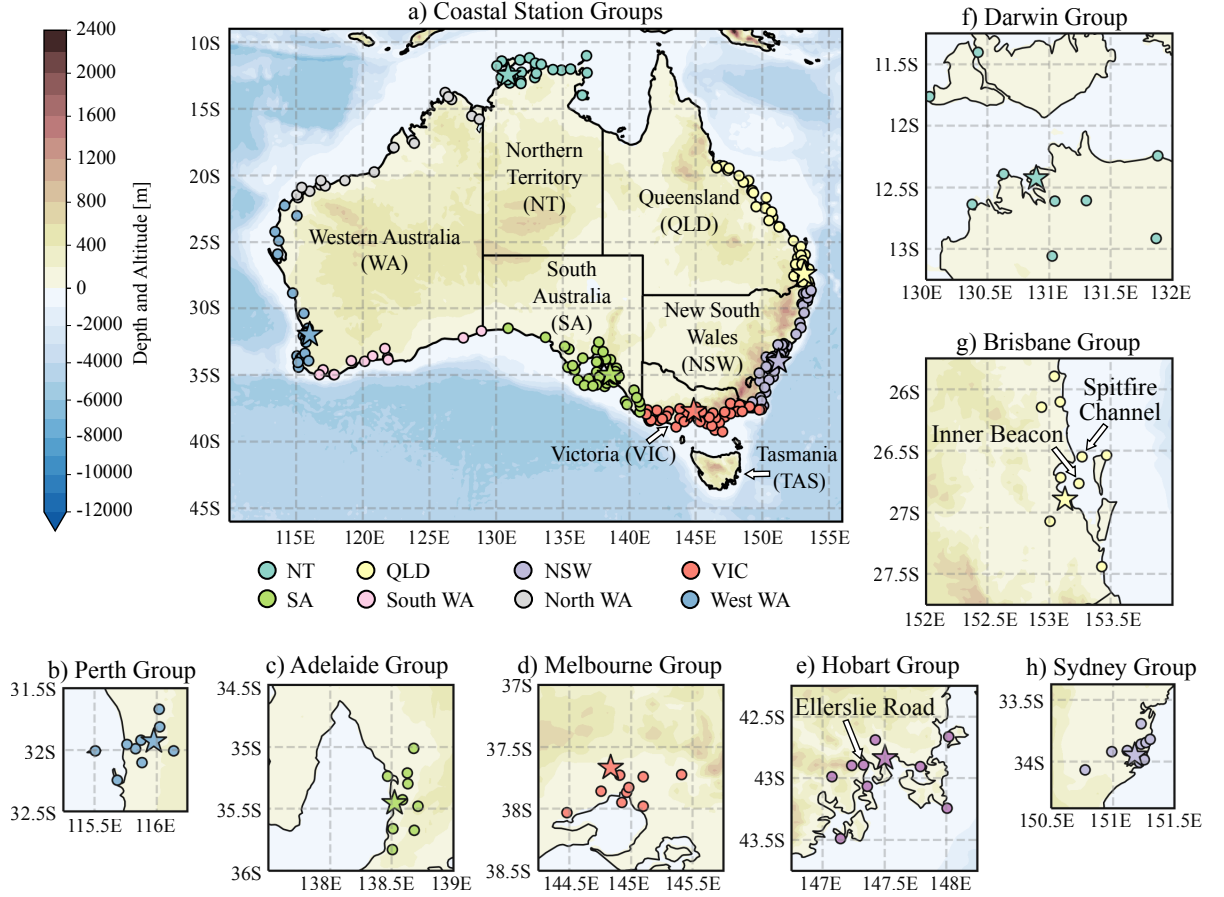 a) Coastal Station Groups
2400
2000
1600
1200
800
400
0
-2000
-4000
-6000
-8000
-10000
-12000
Depth and Altitude [m]
10S
15S
20S
25S
30S
35S
40S
45S
Northern
Territory
(NT)
Queensland
(QLD)
Western Australia
(WA)
South
Australia
(SA)
New South
Wales
(NSW)
Victoria (VIC)
Tasmania
(TAS)
115E 120E 125E 130E 135E 140E 145E 150E 155E
NT QLD NSW VIC
SA South WA North WA West WA
f) Darwin Group
11.5S
12S
12.5S
13S
130E 130.5E 131E 131.5E 132E
g) Brisbane Group
26S
26.5S
27S
27.5S
Spitfire
Channel
Inner Beacon
152E 152.5E 153E 153.5E
b) Perth Group
31.5S
32S
32.5S
115.5E 116E
c) Adelaide Group
34.5S
35S
35.5S
36S
138E 138.5E 139E
d) Melbourne Group
37S
37.5S
38S
38.5S
144.5E 145E 145.5E
e) Hobart Group
42.5S
43S
43.5S
Ellerslie Road
147E 147.5E 148E
h) Sydney Group
33.5S
34S
150.5E 151E 151.5E